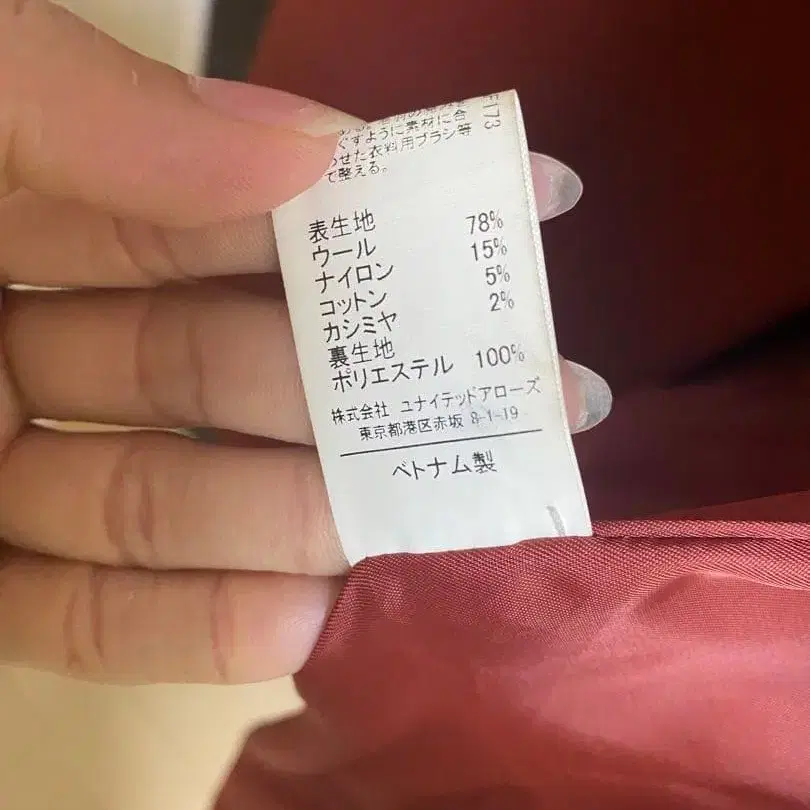 E173
ぐすように素材に合
わせた衣料用ブラシ等
で整える。
表生地
ウール 78%
ナイロン 15%
コットン 5%
カシミヤ 2%
裏生地
ポリエステル 100%
株式会社 ユナイテッドアローズ
東京都港区赤坂 8-1-19
ベトナム製